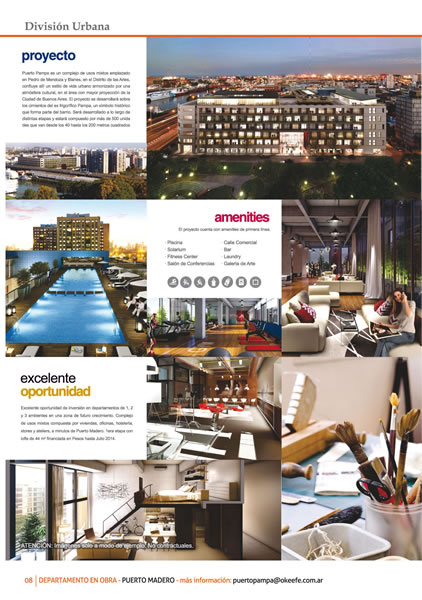 División Urbana
proyecto
Puerto Pampa es un complejo de usos mixtos emplazado
en Pedro de Mendoza y Blanes, en el Distrito de las Artes,
confluye allí un estilo de vida urbano armonizado por una
atmósfera cultural, en el área con mayor proyección de la
Ciudad de Buenos Aires. El proyecto se desarrollará sobre
los cimientos del ex frigorífico Pampa, un símbolo histórico
que forma parte del barrio. Será desarrollado a lo largo de
distintas etapas y estará compuesto por más de 500 unida
des que van desde los 40 hasta los 200 metros cuadrados
amenities
El proyecto cuenta con amenities de primera línea.
· Piscina
· Solarium
· Fitness Center
· Salón de Conferencias
· Calle Comercial
· Bar
· Laundry
· Galería de Arte
excelente
oportunidad
Excelente oportunidad de inversión en departamentos de 1, 2
y 3 ambientes en una zona de futuro crecimiento. Complejo
de usos mixtos compuesta por viviendas, oficinas, hotelería,
stores y ateliers, a minutos de Puerto Madero 1era etapa con
lofts de 44 m² financiada en Pesos hasta Julio 2014
ATENCIÓN: Imágenes solo a modo de ejemplo. No contractuales.
08 | DEPARTAMENTO EN OBRA - PUERTO MADERO - más información: puertopampa@okeefe.com.ar